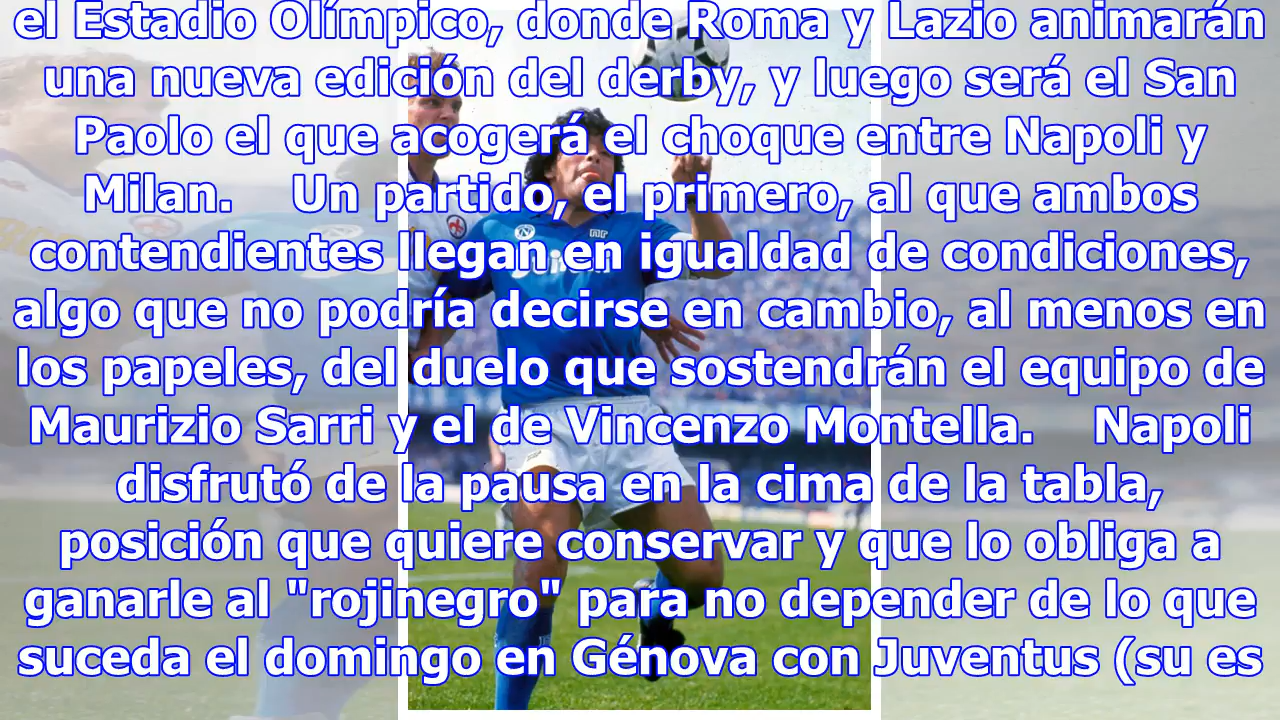 el Estadio Olímpico, donde Roma y Lazio animarán
una nueva edición del derby, y luego será el San
Paolo el que acogerá el choque entre Napoli y
Milan.    Un partido, el primero, al que ambos
contendientes llegan en igualdad de condiciones,
algo que no podría decirse en cambio, al menos en
los papeles, del duelo que sostendrán el equipo de
Maurizio Sarri y el de Vincenzo Montella.    Napoli
disfrutó de la pausa en la cima de la tabla,
posición que quiere conservar y que lo obliga a
ganarle al "rojinegro" para no depender de lo que
suceda el domingo en Génova con Juventus (su es